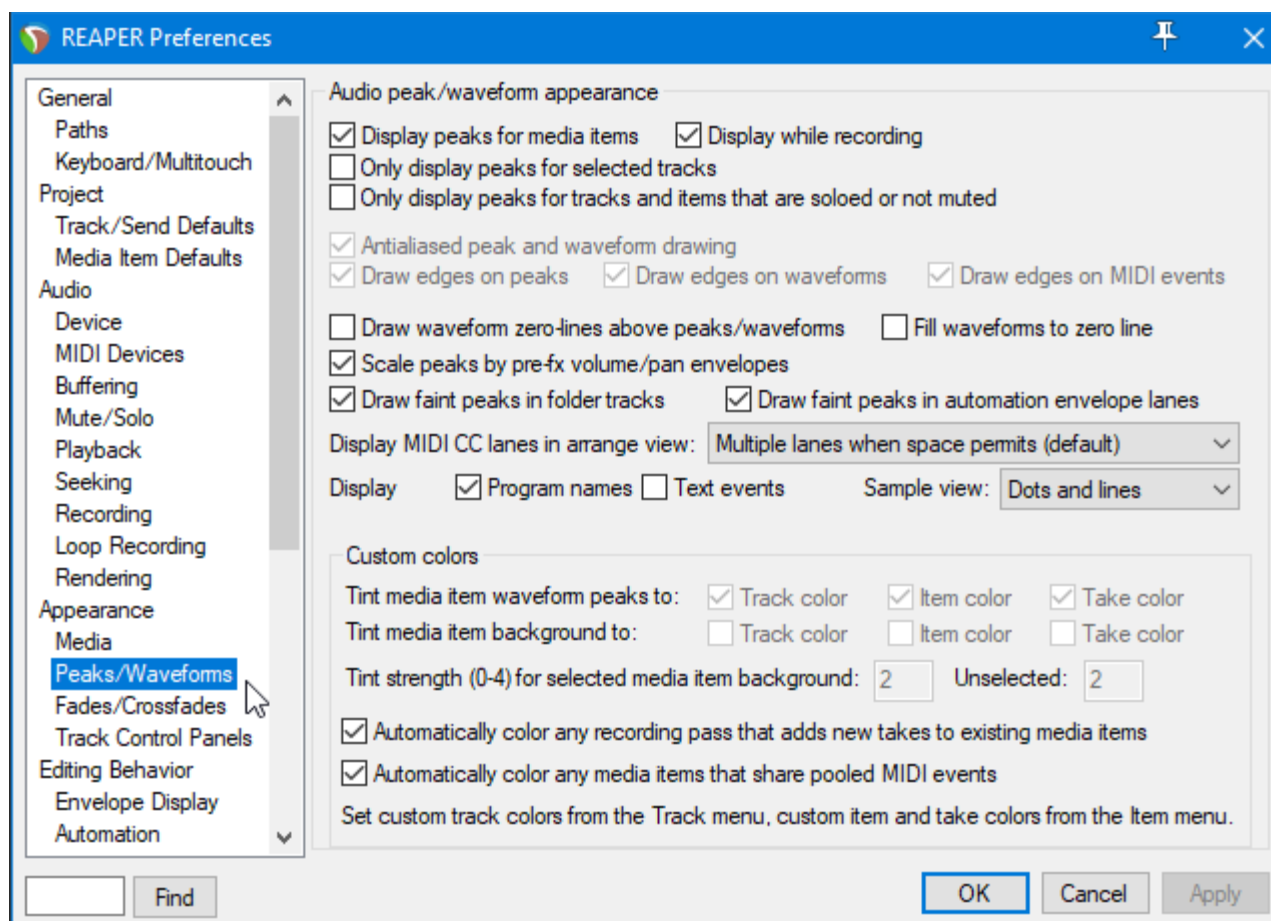 REAPER Preferences
General
Paths
Keyboard/Multitouch
Project
Track/Send Defaults
Media Item Defaults
Audio
Device
MIDI Devices
Buffering
Mute/Solo
Playback
Seeking
Recording
Loop Recording
Rendering
Appearance
Media
Peaks/Waveforms
Fades/Crossfades
Track Control Panels
Editing Behavior
Envelope Display
Automation
Find
Audio peak/waveform appearance
Display peaks for media items Display while recording
Only display peaks for selected tracks
Only display peaks for tracks and items that are soloed or not muted
Antialiased peak and waveform drawing
Draw edges on peaks Draw edges on waveforms Draw edges on MIDI events
Draw waveform zero-lines above peaks/waveforms Fill waveforms to zero line
Scale peaks by pre-fx volume/pan envelopes
Draw faint peaks in folder tracks Draw faint peaks in automation envelope lanes
Display MIDI CC lanes in arrange view: Multiple lanes when space permits (default)
Display Program names Text events Sample view: Dots and lines
Custom colors
Tint media item waveform peaks to: Track color Item color Take color
Tint media item background to: Track color Item color Take color
Tint strength (0-4) for selected media item background: 2 Unselected: 2
Automatically color any recording pass that adds new takes to existing media items
Automatically color any media items that share pooled MIDI events
Set custom track colors from the Track menu, custom item and take colors from the Item menu.
OK Cancel Apply